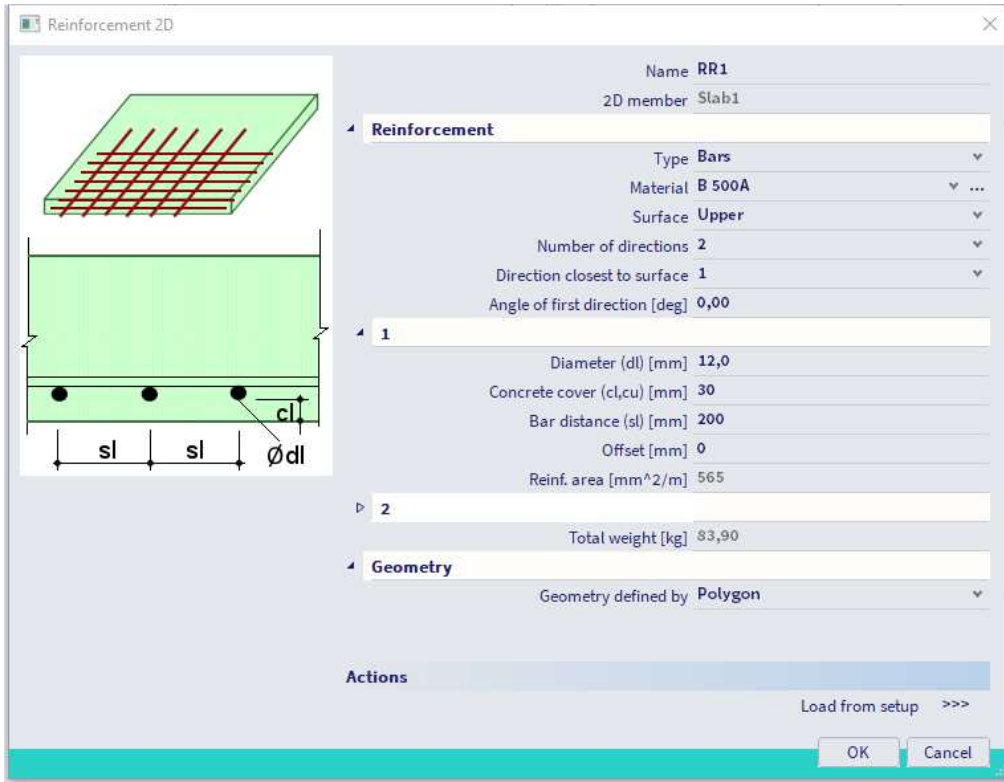 Reinforcement 2D
Name RR1
2D member Slab1
Reinforcement
Type Bars
Material B 500A ...
Surface Upper
Number of directions 2
Direction closest to surface 1
Angle of first direction [deg] 0,00
1
Diameter (dl) [mm] 12,0
Concrete cover (cl,cu) [mm] 30
Bar distance (sl) [mm] 200
Offset [mm] 0
Reinf. area [mm^2/m] 565
2
Total weight [kg] 83,90
Geometry
Geometry defined by Polygon
cl
sl sl Ødl
Actions
Load from setup >>>
OK Cancel